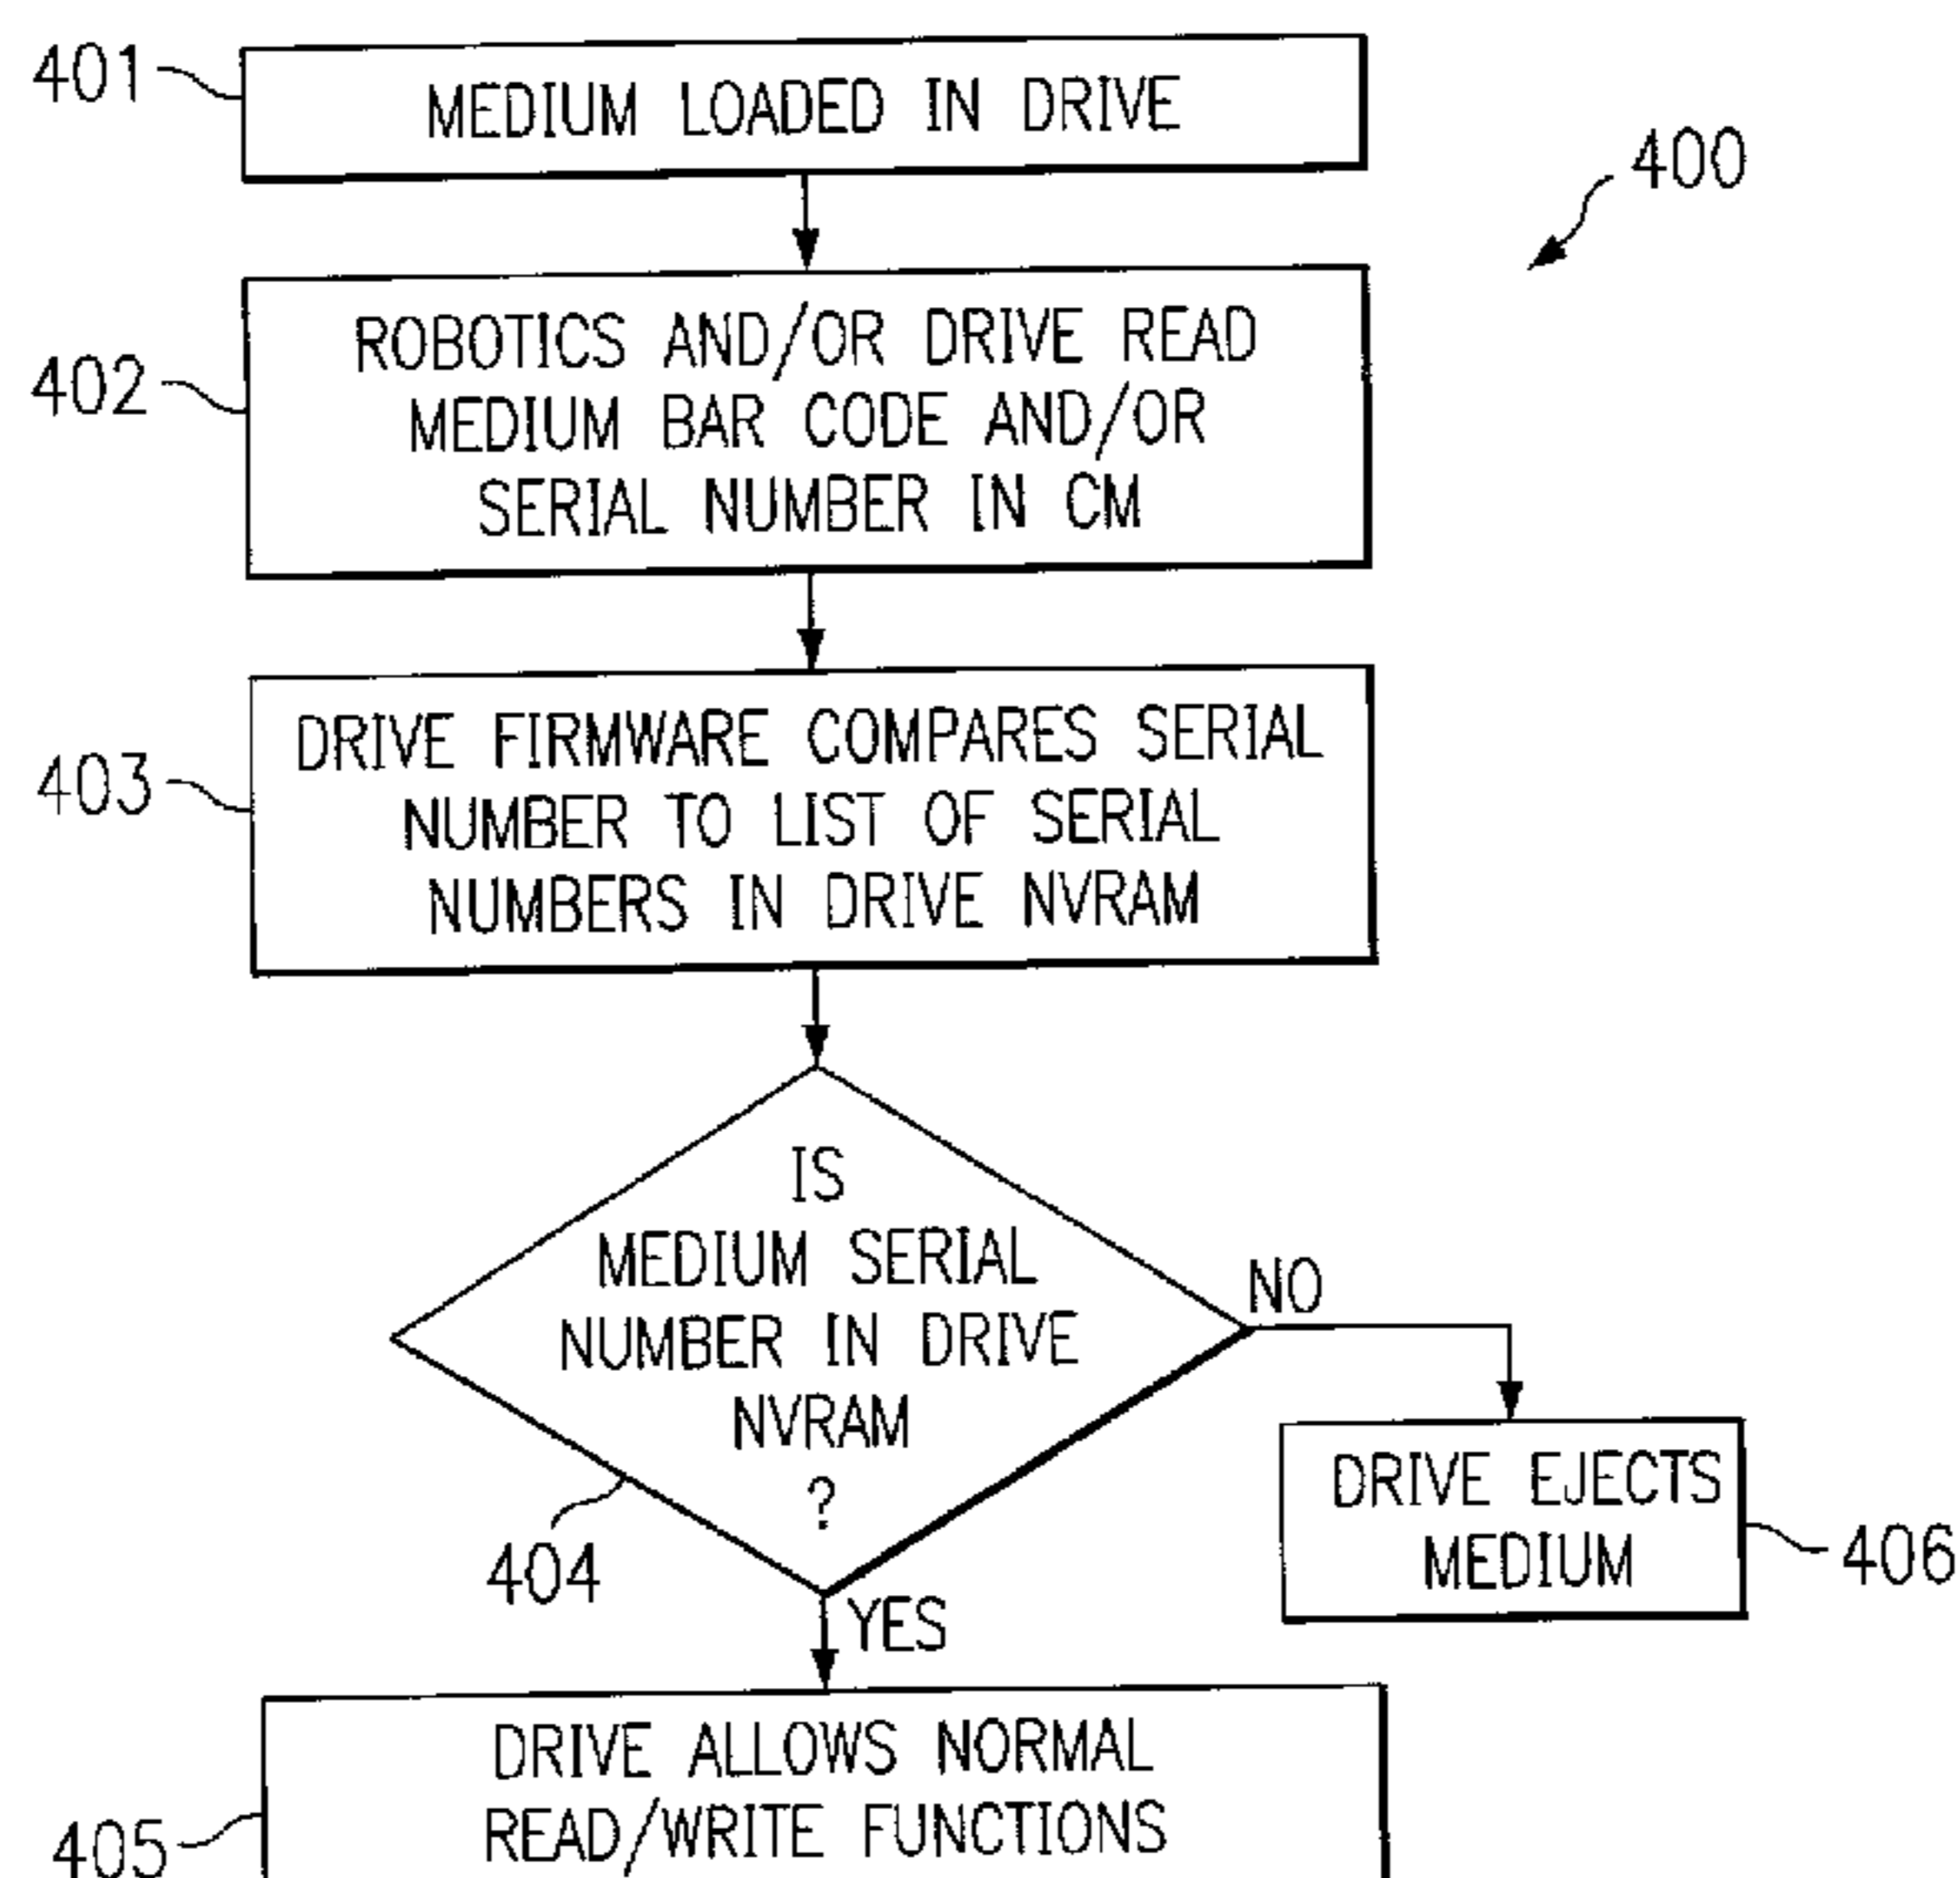 401
MEDIUM LOADED IN DRIVE
400
402
ROBOTICS AND/OR DRIVE READ
MEDIUM BAR CODE AND/OR
SERIAL NUMBER IN CM
403
DRIVE FIRMWARE COMPARES SERIAL
NUMBER TO LIST OF SERIAL
NUMBERS IN DRIVE NVRAM
IS
MEDIUM SERIAL
NUMBER IN DRIVE
NVRAM
?
404
NO
DRIVE EJECTS
MEDIUM
406
YES
405
DRIVE ALLOWS NORMAL
READ/WRITE FUNCTIONS